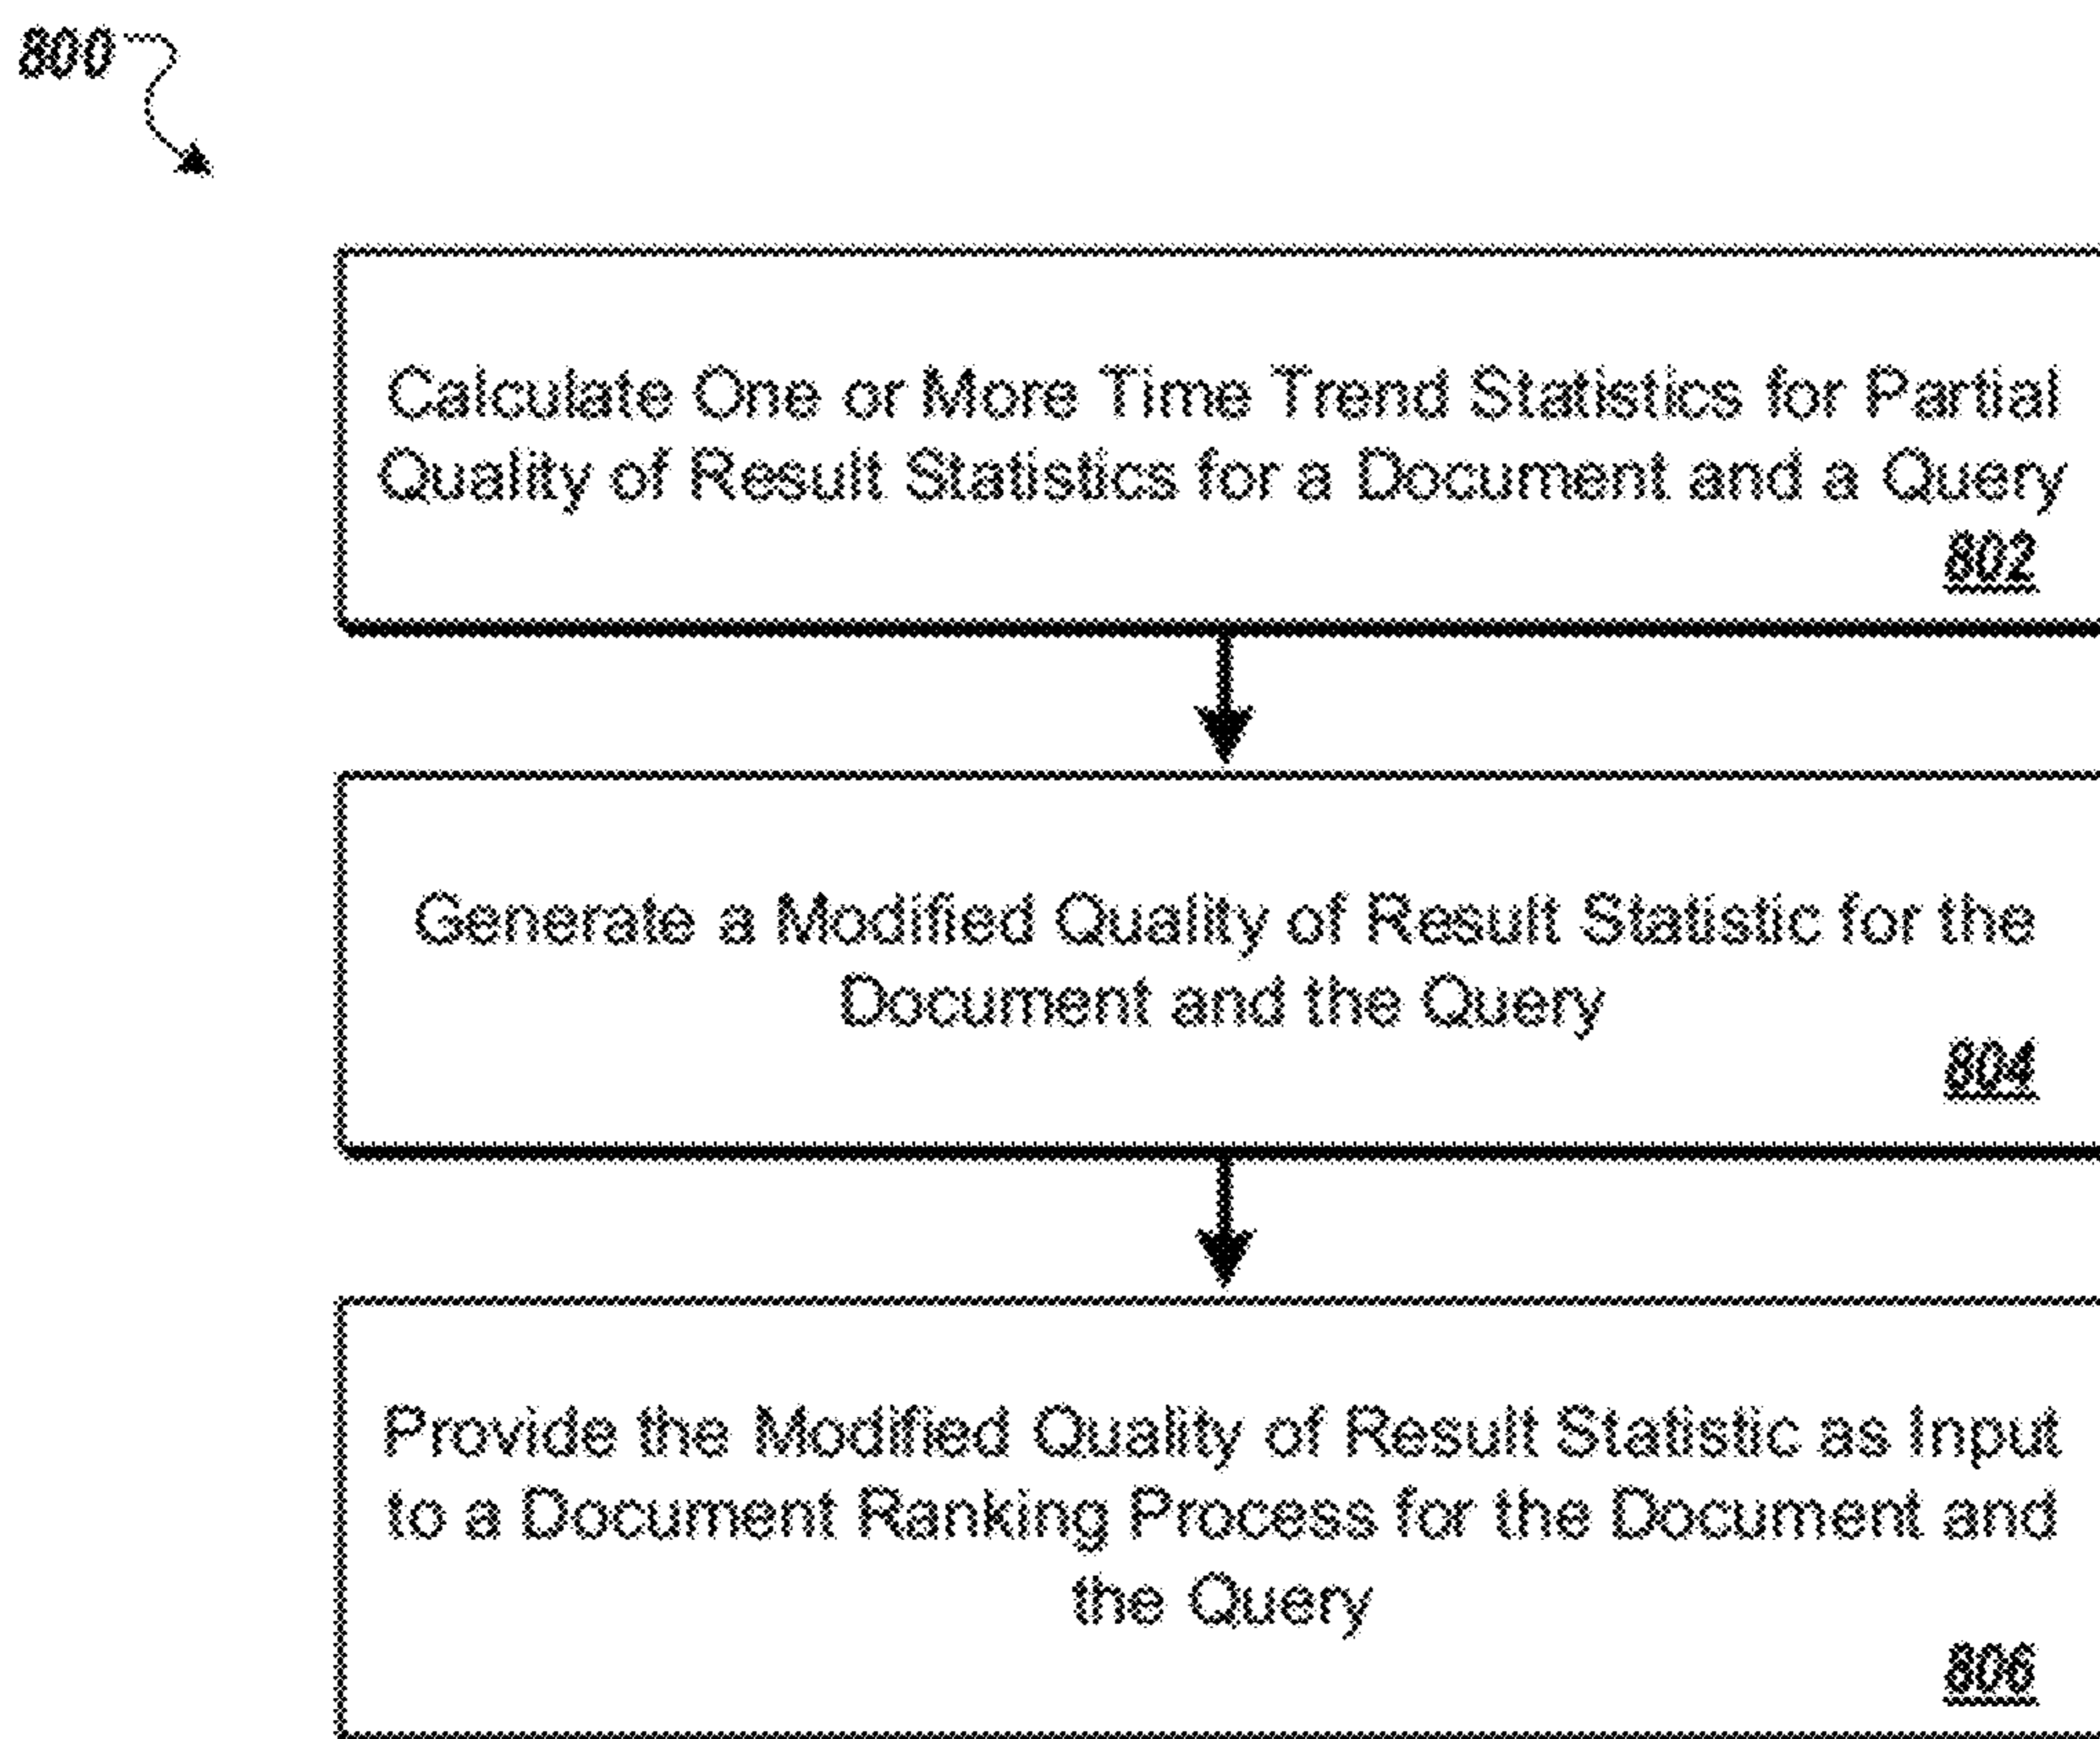 800
Calculate One or More Time Trend Statistics for Partial
Quality of Result Statistics for a Document and a Query
802
Generate a Modified Quality of Result Statistic for the
Document and the Query
804
Provide the Modified Quality of Result Statistic as Input
to a Document Ranking Process for the Document and
the Query
806